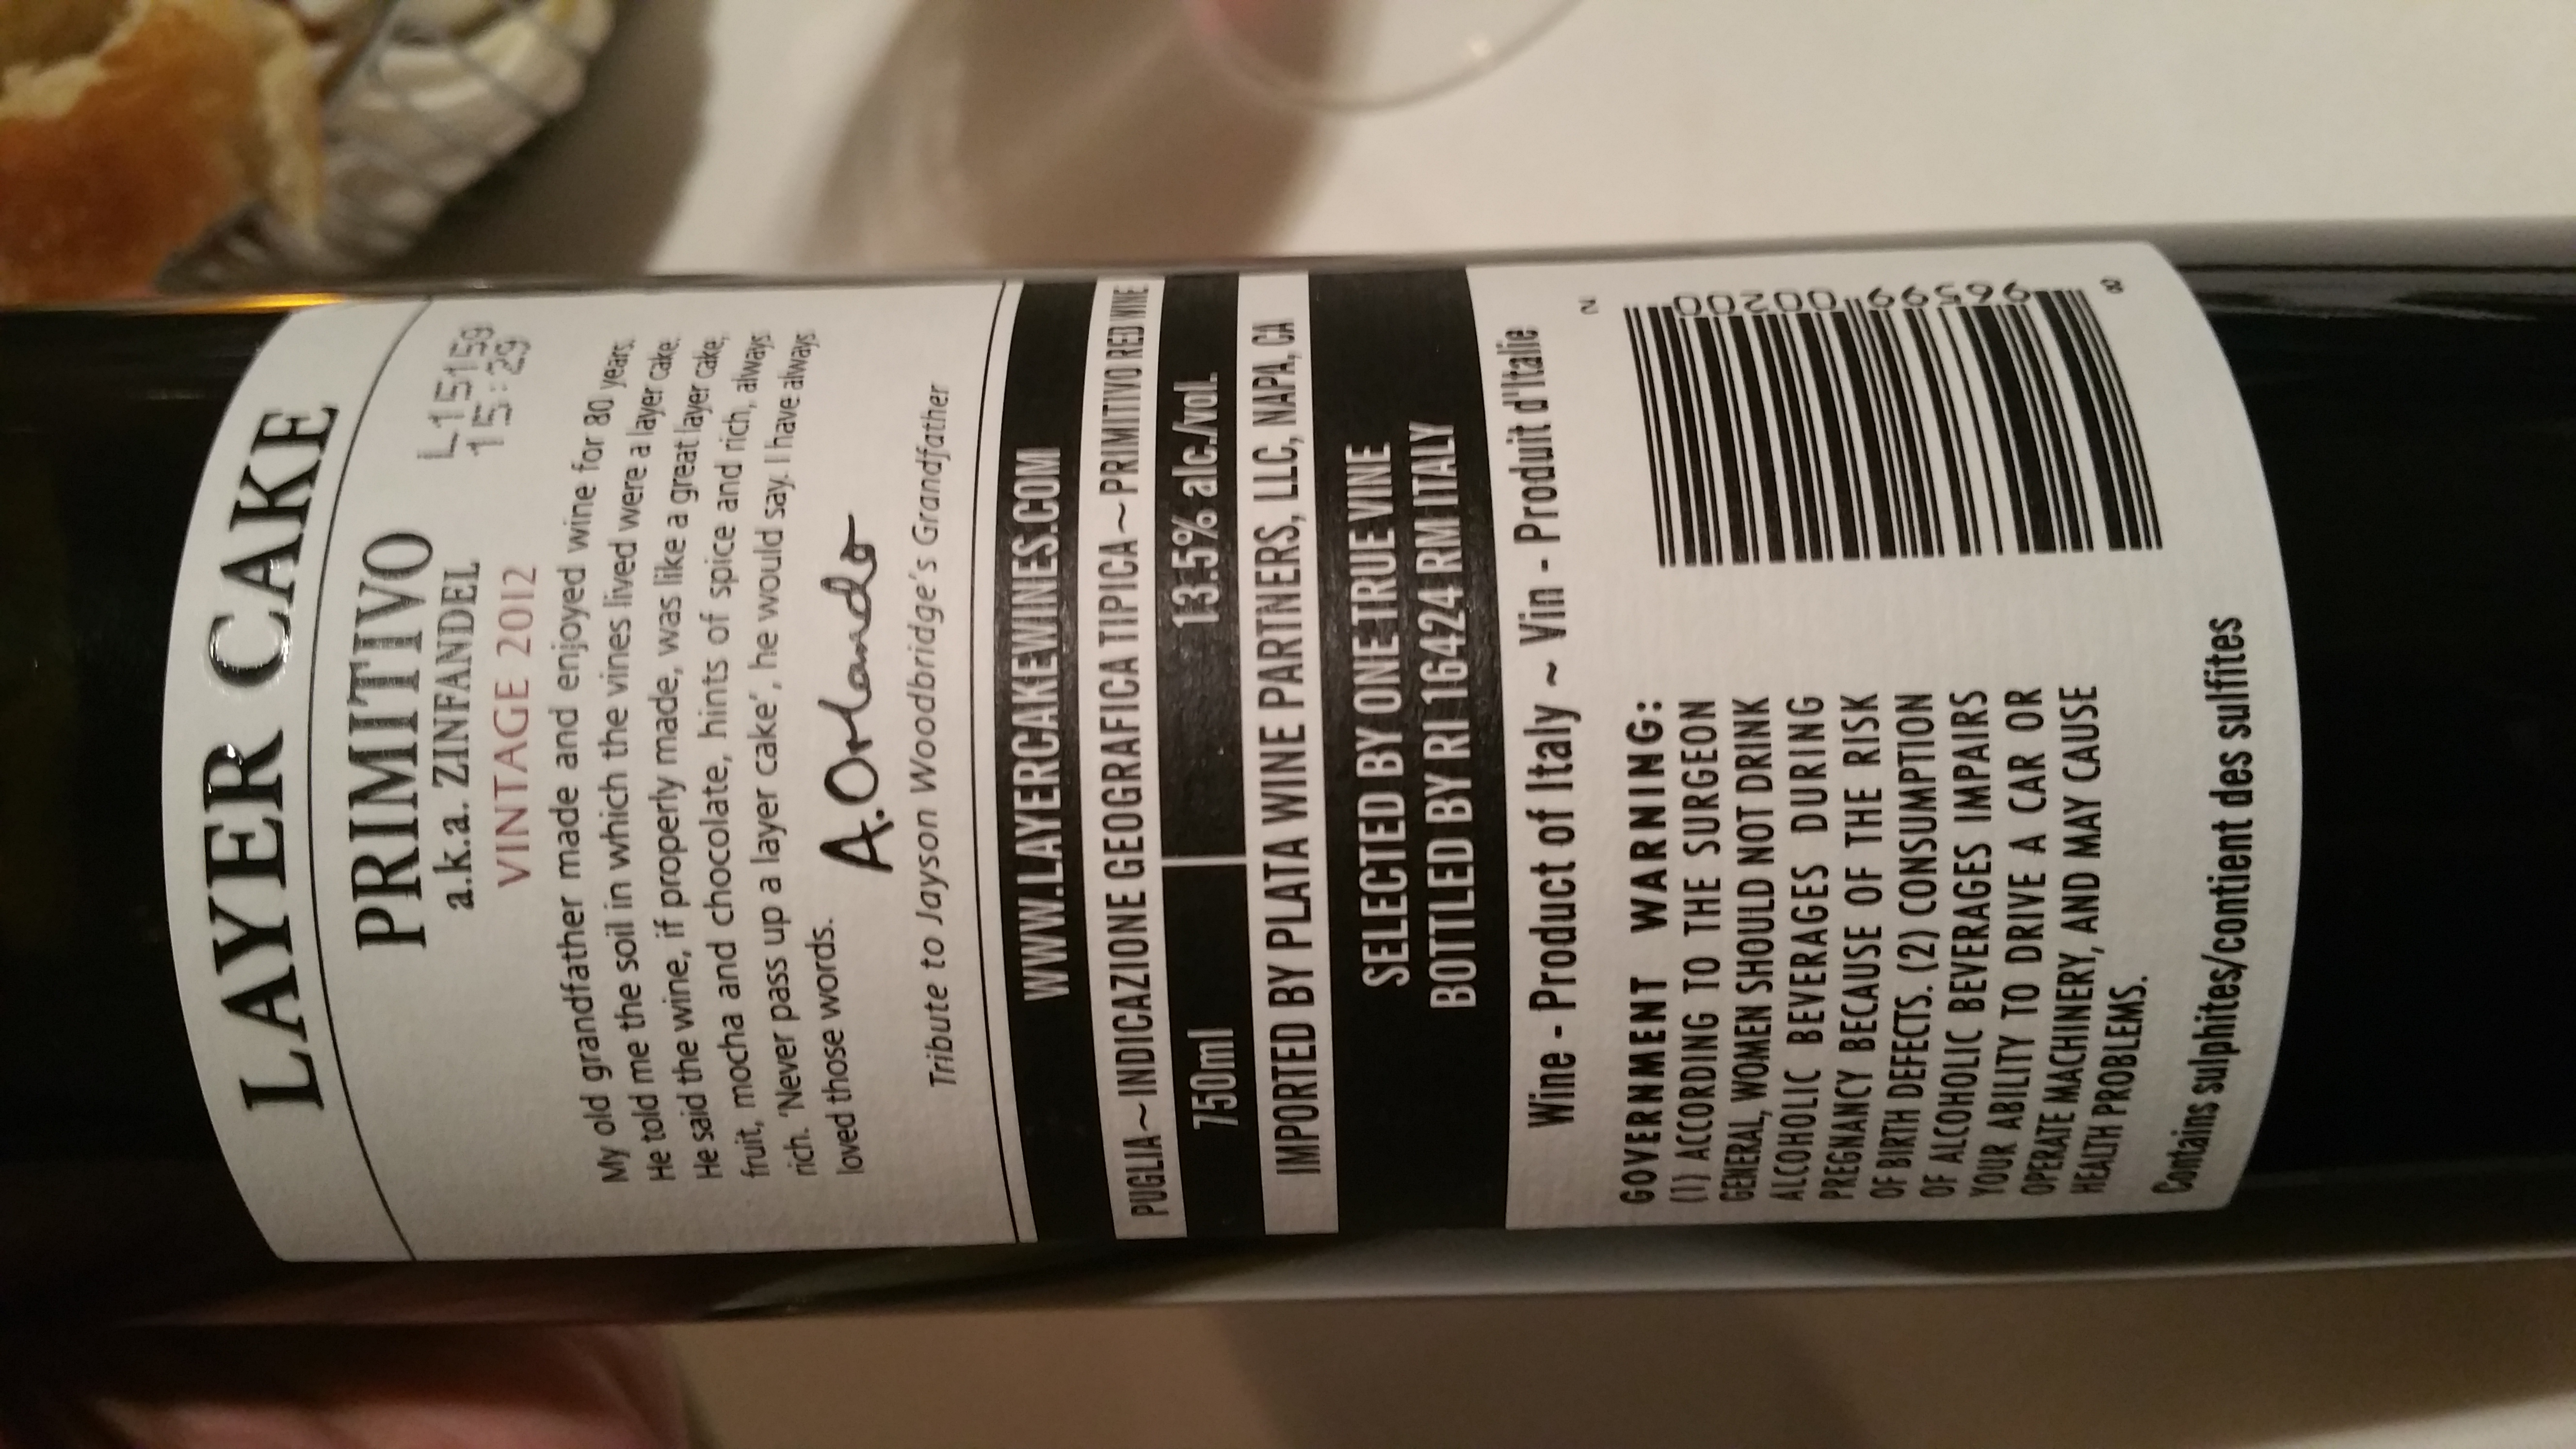 LAYER CAKE
PRIMITIVO
a.k.a. ZINFANDEL
L15159
15:29
VINTAGE 2012
My old grandfather made and enjoyed wine for 80 years.
He told me the soil in which the vines lived were a layer cake.
He said the wine, if properly made, was like a great layer cake,
fruit, mocha and chocolate, hints of spice and rich, always
rich. 'Never pass up a layer cake', he would say. I have always
loved those words.
A. Orlando
Tribute to Jayson Woodbridge's Grandfather
WWW.LAYERCAKEWINES.COM
PUGLIA ~ INDICAZIONE GEOGRAFICA TIPICA ~ PRIMITIVO RED WINE
750ml 13.5% alc./vol.
IMPORTED BY PLATA WINE PARTNERS, LLC, NAPA, CA
SELECTED BY ONE TRUE VINE
BOTTLED BY RI 16424 RM ITALY
Wine - Product of Italy ~ Vin - Produit d'Italie
GOVERNMENT WARNING:
(1) ACCORDING TO THE SURGEON
GENERAL, WOMEN SHOULD NOT DRINK
ALCOHOLIC BEVERAGES DURING
PREGNANCY BECAUSE OF THE RISK
OF BIRTH DEFECTS. (2) CONSUMPTION
OF ALCOHOLIC BEVERAGES IMPAIRS
YOUR ABILITY TO DRIVE A CAR OR
OPERATE MACHINERY, AND MAY CAUSE
HEALTH PROBLEMS.
Contains sulphites/contient des sulfites
8 96599 00200 2